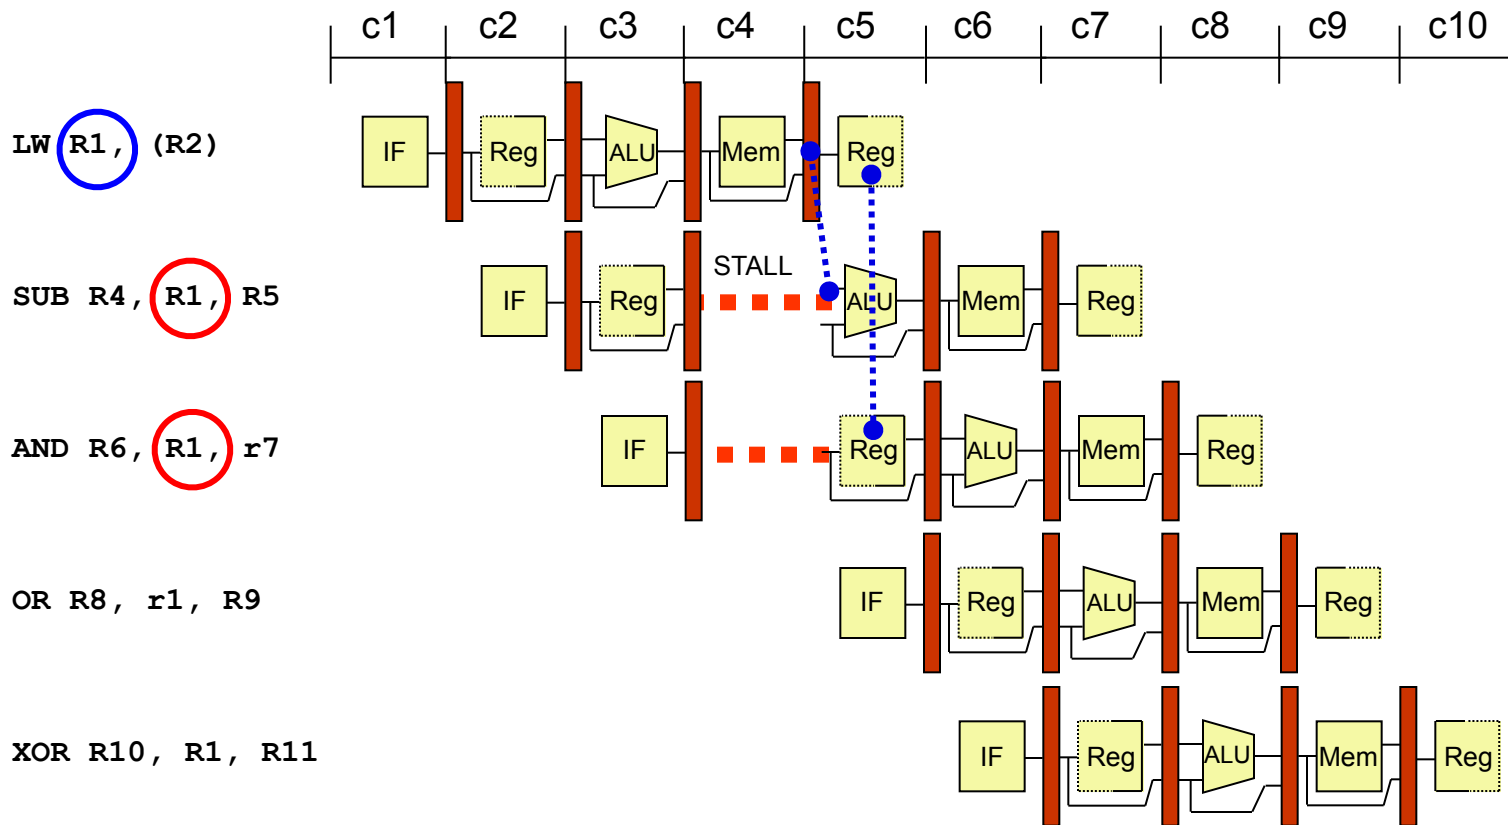 c1 c2 c3 c4 c5 c6 c7 c8 c9 c10
LW R1, (R2) IF Reg ALU Mem Reg
STALL
SUB R4, R1, R5 IF Reg ALU Mem Reg
AND R6, R1, r7 IF Reg ALU Mem Reg
OR R8, r1, R9 IF Reg ALU Mem Reg
XOR R10, R1, R11 IF Reg ALU Mem Reg